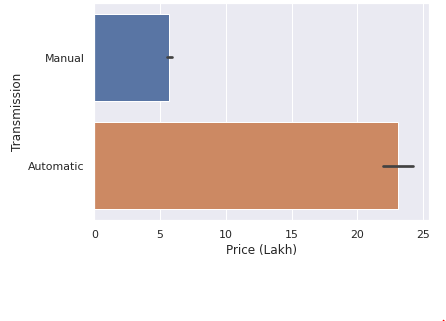 Manual
Automatic
Transmission
0 5 10 15 20 25
Price (Lakh)